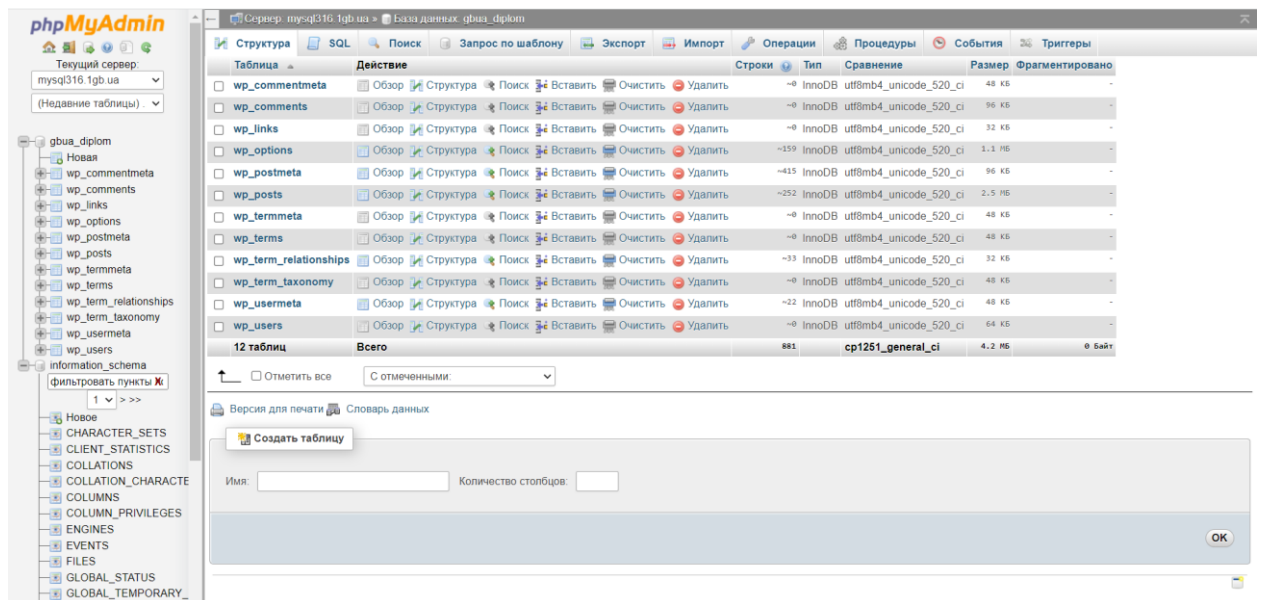 phpMyAdmin
Текущий сервер:
mysql316.1gb.ua
(Недавние таблицы) .
gbua_diplom
Новая
wp_commentmeta
wp_comments
wp_links
wp_options
wp_postmeta
wp_posts
wp_termmeta
wp_terms
wp_term_relationships
wp_term_taxonomy
wp_usermeta
wp_users
information_schema
фильтровать пункты X
1 > >>
Новое
CHARACTER_SETS
CLIENT_STATISTICS
COLLATIONS
COLLATION_CHARACTE
COLUMNS
COLUMN_PRIVILEGES
ENGINES
EVENTS
FILES
GLOBAL_STATUS
GLOBAL_TEMPORARY_
Сервер: mysql316.1gb.ua » База данных: gbua_diplom
Структура SQL Поиск Запрос по шаблону Экспорт Импорт Операции Процедуры События Триггеры
Таблица Действие Строки Тип Сравнение Размер Фрагментировано
wp_commentmeta Обзор Структура Поиск Вставить Очистить Удалить ~0 InnoDB utf8mb4_unicode_520_ci 48 КБ -
wp_comments Обзор Структура Поиск Вставить Очистить Удалить ~0 InnoDB utf8mb4_unicode_520_ci 96 КБ -
wp_links Обзор Структура Поиск Вставить Очистить Удалить ~0 InnoDB utf8mb4_unicode_520_ci 32 КБ -
wp_options Обзор Структура Поиск Вставить Очистить Удалить ~159 InnoDB utf8mb4_unicode_520_ci 1.1 МБ -
wp_postmeta Обзор Структура Поиск Вставить Очистить Удалить ~415 InnoDB utf8mb4_unicode_520_ci 96 КБ -
wp_posts Обзор Структура Поиск Вставить Очистить Удалить ~252 InnoDB utf8mb4_unicode_520_ci 2.5 МБ -
wp_termmeta Обзор Структура Поиск Вставить Очистить Удалить ~0 InnoDB utf8mb4_unicode_520_ci 48 КБ -
wp_terms Обзор Структура Поиск Вставить Очистить Удалить ~0 InnoDB utf8mb4_unicode_520_ci 48 КБ -
wp_term_relationships Обзор Структура Поиск Вставить Очистить Удалить ~33 InnoDB utf8mb4_unicode_520_ci 32 КБ -
wp_term_taxonomy Обзор Структура Поиск Вставить Очистить Удалить ~0 InnoDB utf8mb4_unicode_520_ci 48 КБ -
wp_usermeta Обзор Структура Поиск Вставить Очистить Удалить ~22 InnoDB utf8mb4_unicode_520_ci 48 КБ -
wp_users Обзор Структура Поиск Вставить Очистить Удалить ~0 InnoDB utf8mb4_unicode_520_ci 64 КБ -
12 таблиц Всего 881 cp1251_general_ci 4.2 МБ 0 Байт
Отметить все С отмеченными:
Версия для печати Словарь данных
Создать таблицу
Имя: Количество столбцов:
OK